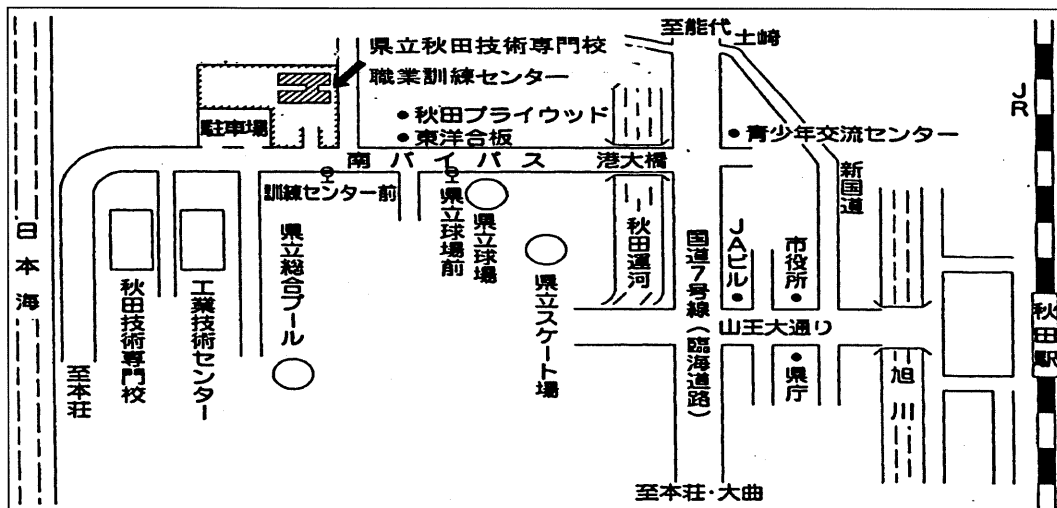 至能代
土崎
県立秋田技術専門校
職業訓練センター
JR
秋田プライウッド
東洋合板
駐車場
青少年交流センター
南バイパス
港大橋
新国道
訓練センター前
県立球場前
県立球場
秋田運河
国道7号線(臨海道路)
JAビル
市役所
日本海
秋田技術専門校
工業技術センター
県立総合プール
県立スケート場
山王大通り
秋田駅
至本荘
県庁
旭川
至本荘・大曲